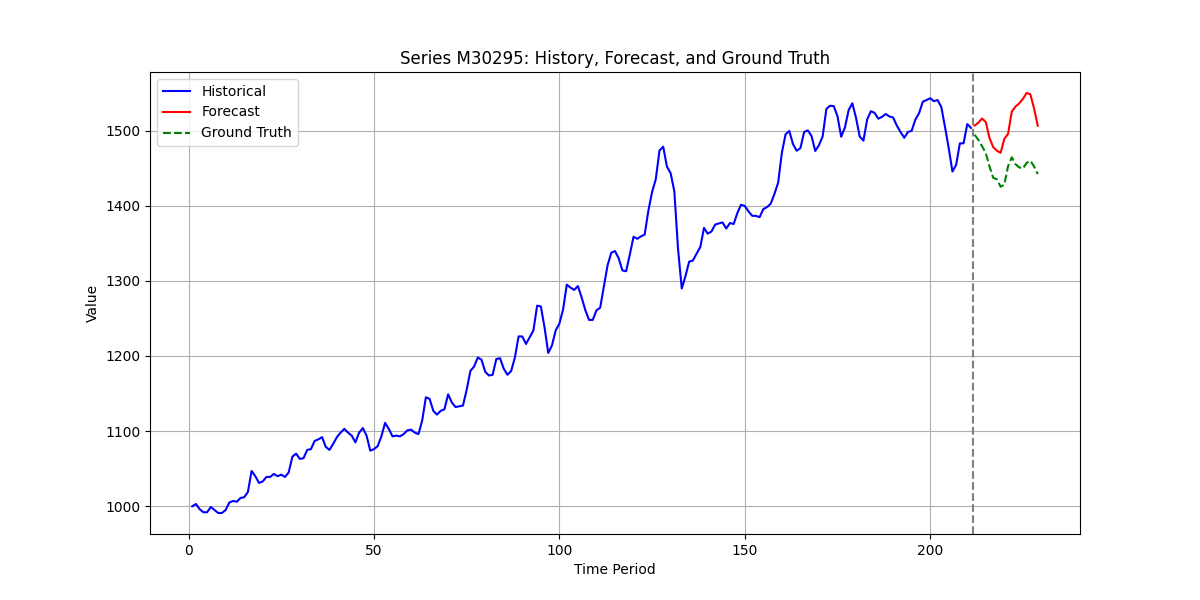 Series M30295: History, Forecast, and Ground Truth
Historical
Forecast
Ground Truth
Value
1500
1400
1300
1200
1100
1000
0 50 100 150 200
Time Period